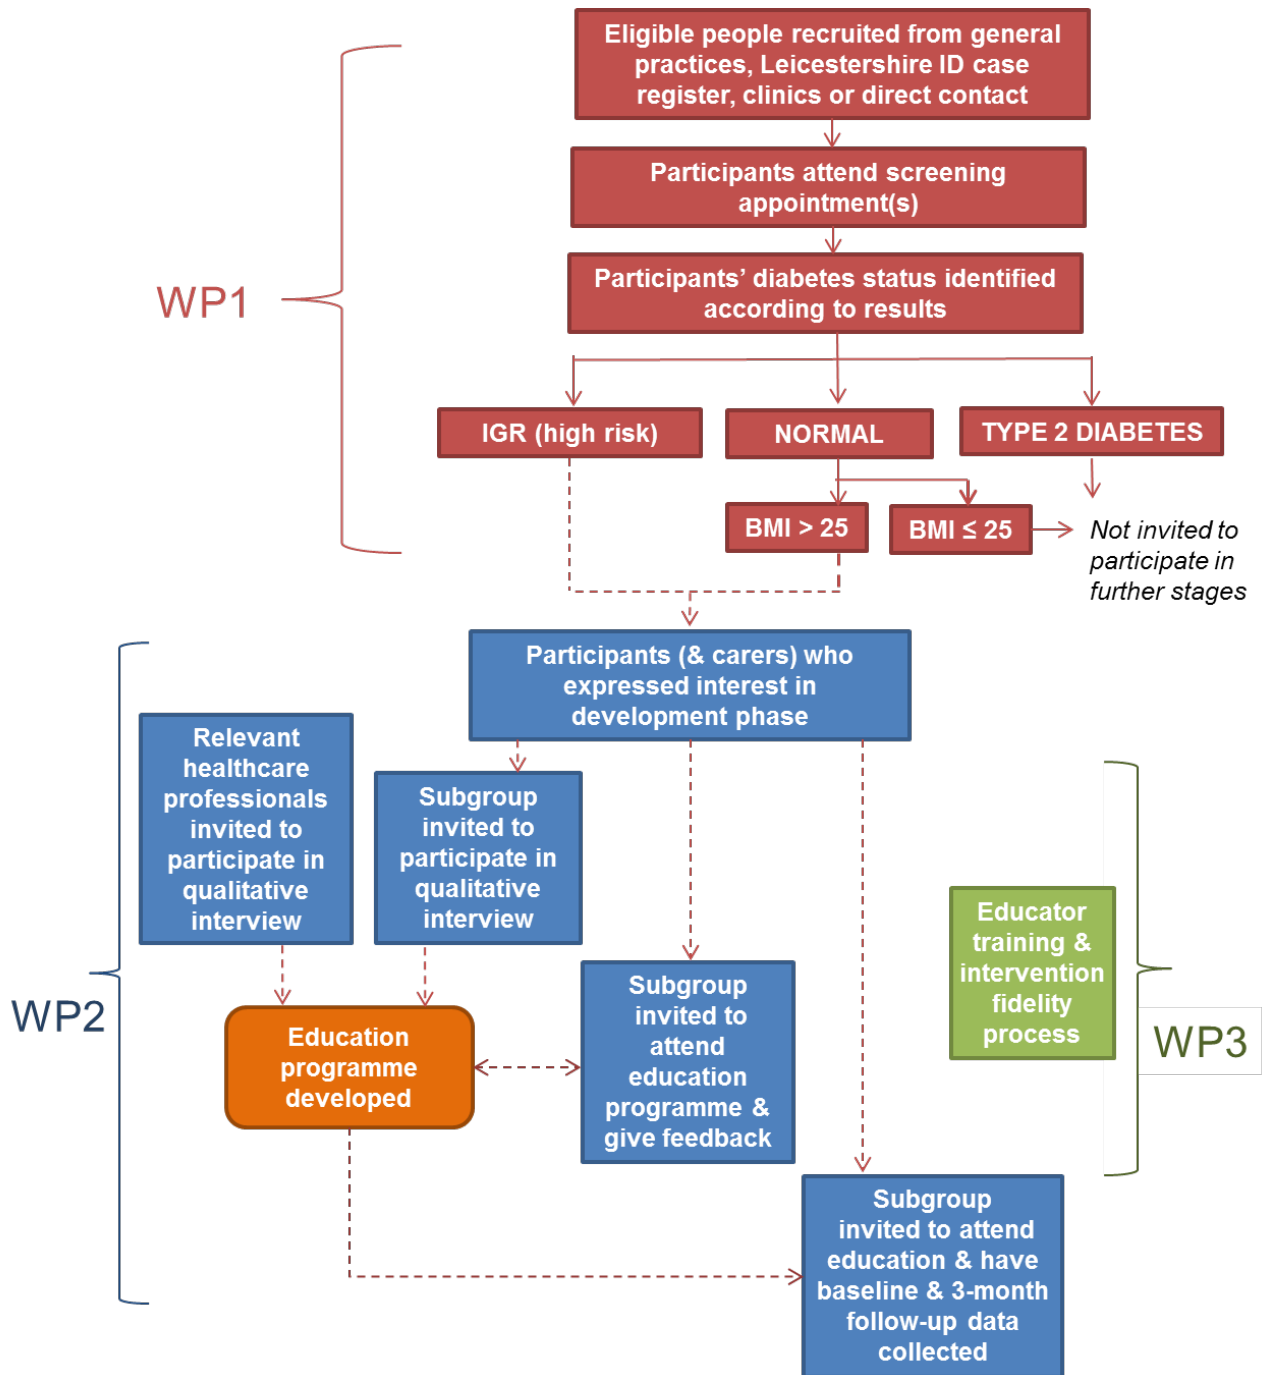 Eligible people recruited from general
practices, Leicestershire ID case
register, clinics or direct contact
Participants attend screening
appointment(s)
WP1
Participants’ diabetes status identified
according to results
IGR (high risk)
NORMAL
TYPE 2 DIABETES
BMI > 25
BMI ≤ 25
Not invited to
participate in
further stages
Participants (& carers) who
expressed interest in
development phase
Relevant
healthcare
professionals
invited to
participate in
qualitative
interview
Subgroup
invited to
participate in
qualitative
interview
WP2
Education
programme
developed
Subgroup
invited to
attend
education
programme &
give feedback
Educator
training &
intervention
fidelity
process
WP3
Subgroup
invited to attend
education & have
baseline & 3-month
follow-up data
collected